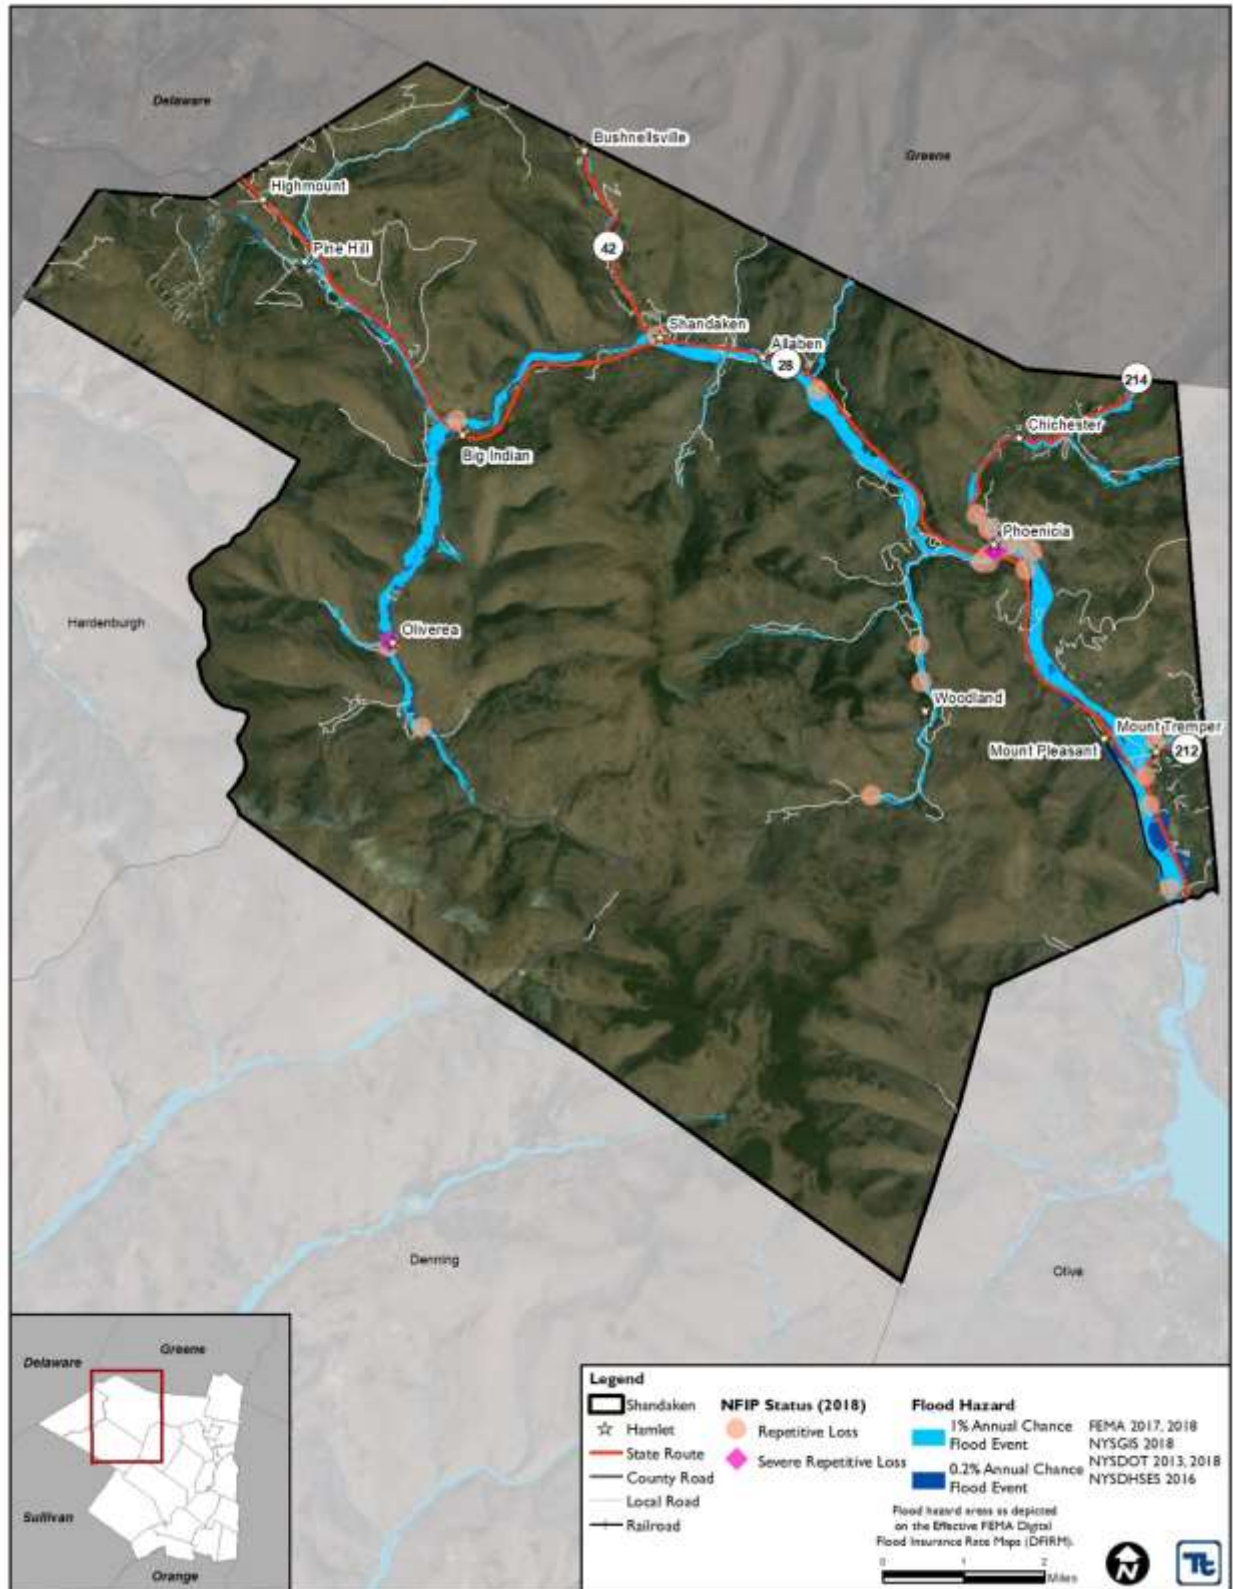 Delaware
Greene
Bushnellsville
Highmount
42
Pine Hill
Shandaken
Allaben
28
214
Chichester
Big Indian
Phoenicia
Hardenburgh
Oliverea
Woodland
Mount Tremper
Mount Pleasant
212
Denning
Olive
Delaware
Greene
Sullivan
Orange
Legend
Shandaken
Hamlet
State Route
County Road
Local Road
Railroad
NFIP Status (2018)
Repetitive Loss
Severe Repetitive Loss
Flood Hazard
1% Annual Chance
Flood Event
0.2% Annual Chance
Flood Event
FEMA 2017, 2018
NYSGIS 2018
NYSDOT 2013, 2018
NYSDHSES 2016
Flood hazard areas as depicted
on the Effective FEMA Digital
Flood Insurance Rate Maps (DFIRM).
0 1 2
Miles
N
Tt